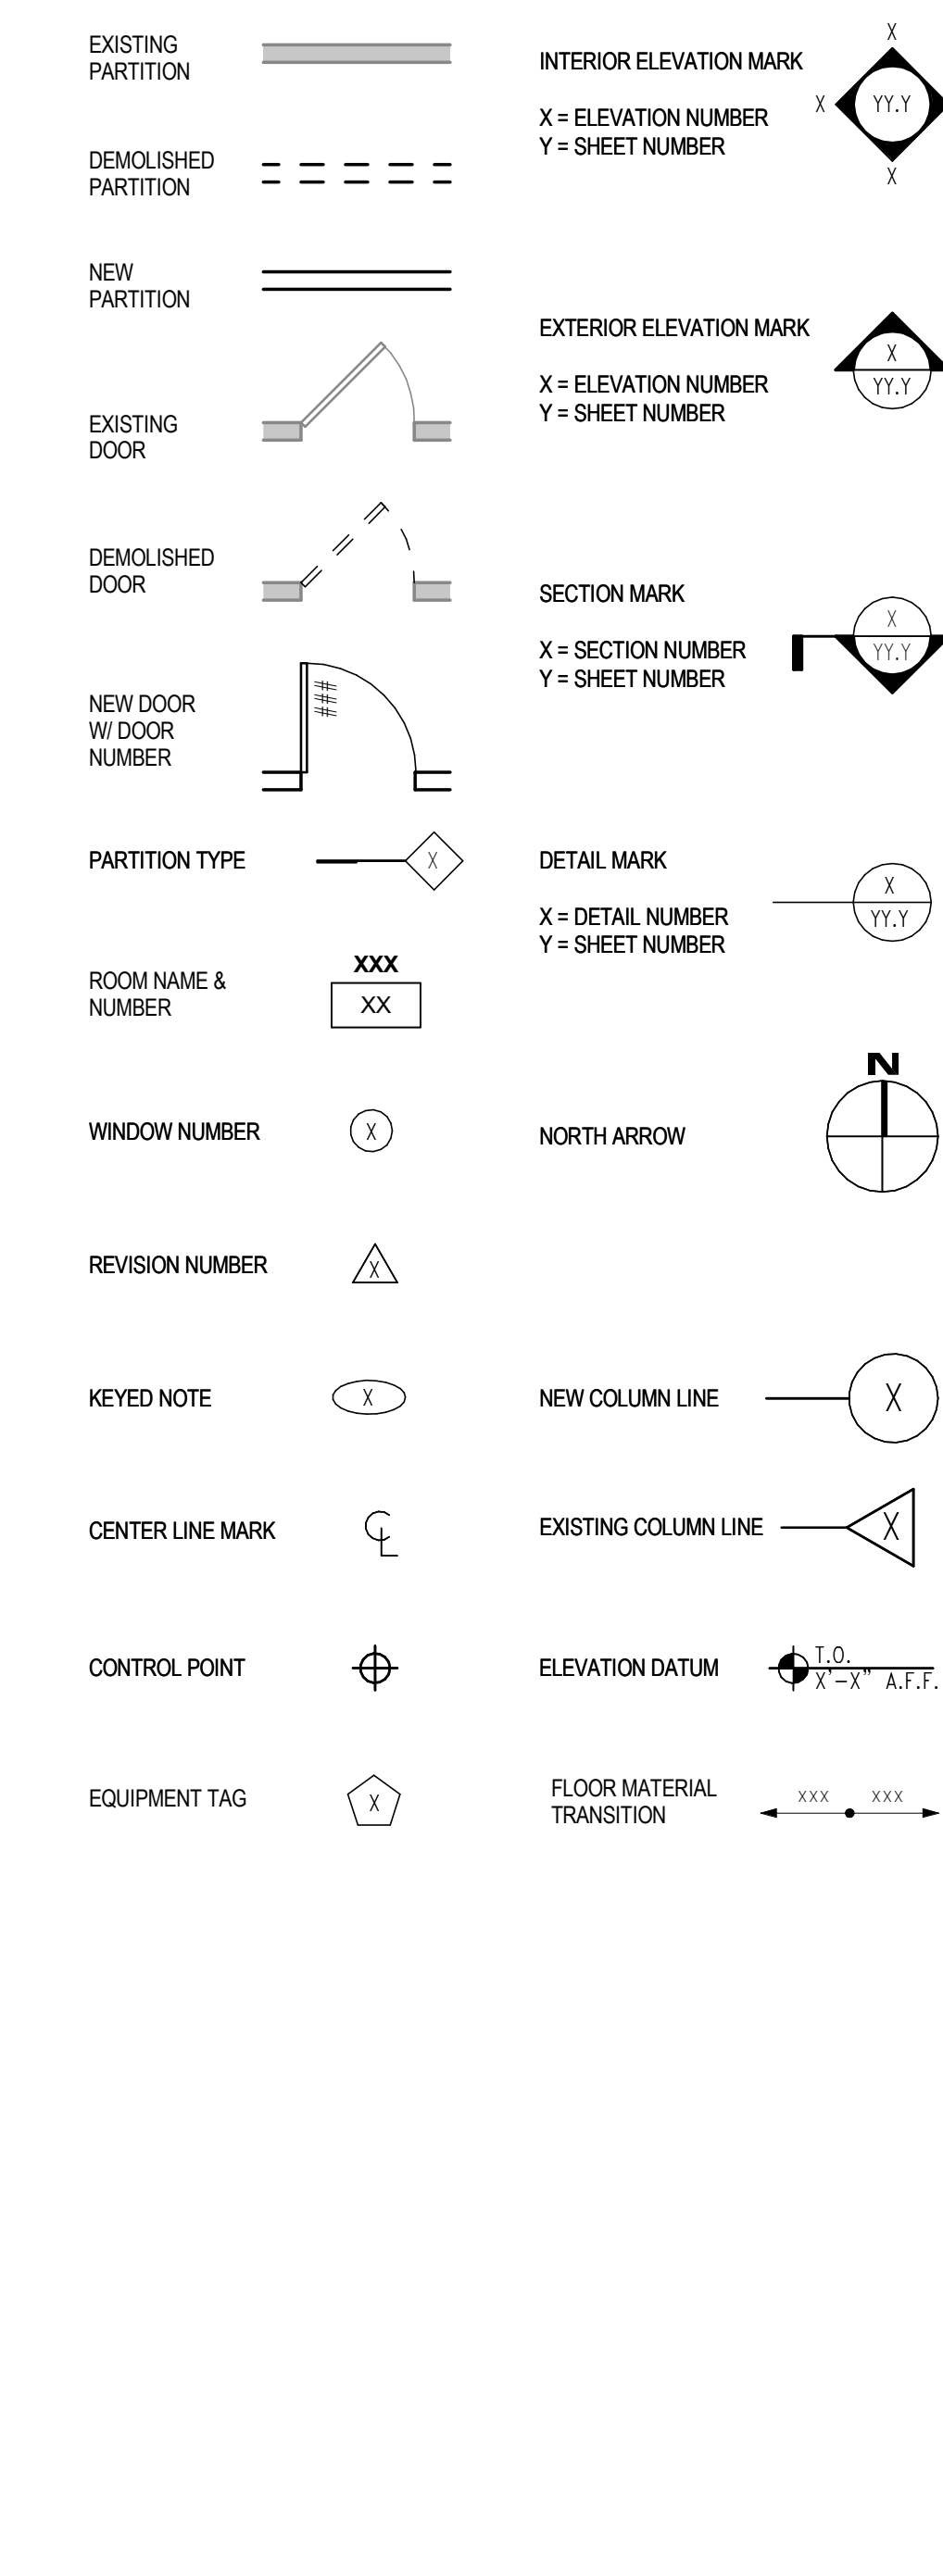 EXISTING
PARTITION
DEMOLISHED
PARTITION
NEW
PARTITION
EXISTING
DOOR
DEMOLISHED
DOOR
NEW DOOR
W/ DOOR
NUMBER
###
PARTITION TYPE
X
ROOM NAME &
NUMBER
XXX
XX
WINDOW NUMBER
X
REVISION NUMBER
X
KEYED NOTE
X
CENTER LINE MARK
CL
CONTROL POINT
EQUIPMENT TAG
X
INTERIOR ELEVATION MARK
X = ELEVATION NUMBER
Y = SHEET NUMBER
X
X
YY.Y
X
EXTERIOR ELEVATION MARK
X = ELEVATION NUMBER
Y = SHEET NUMBER
X
YY.Y
SECTION MARK
X = SECTION NUMBER
Y = SHEET NUMBER
X
YY.Y
DETAIL MARK
X = DETAIL NUMBER
Y = SHEET NUMBER
X
YY.Y
NORTH ARROW
N
NEW COLUMN LINE
X
EXISTING COLUMN LINE
X
ELEVATION DATUM
T.O.
X'-X" A.F.F.
FLOOR MATERIAL
TRANSITION
XXX XXX